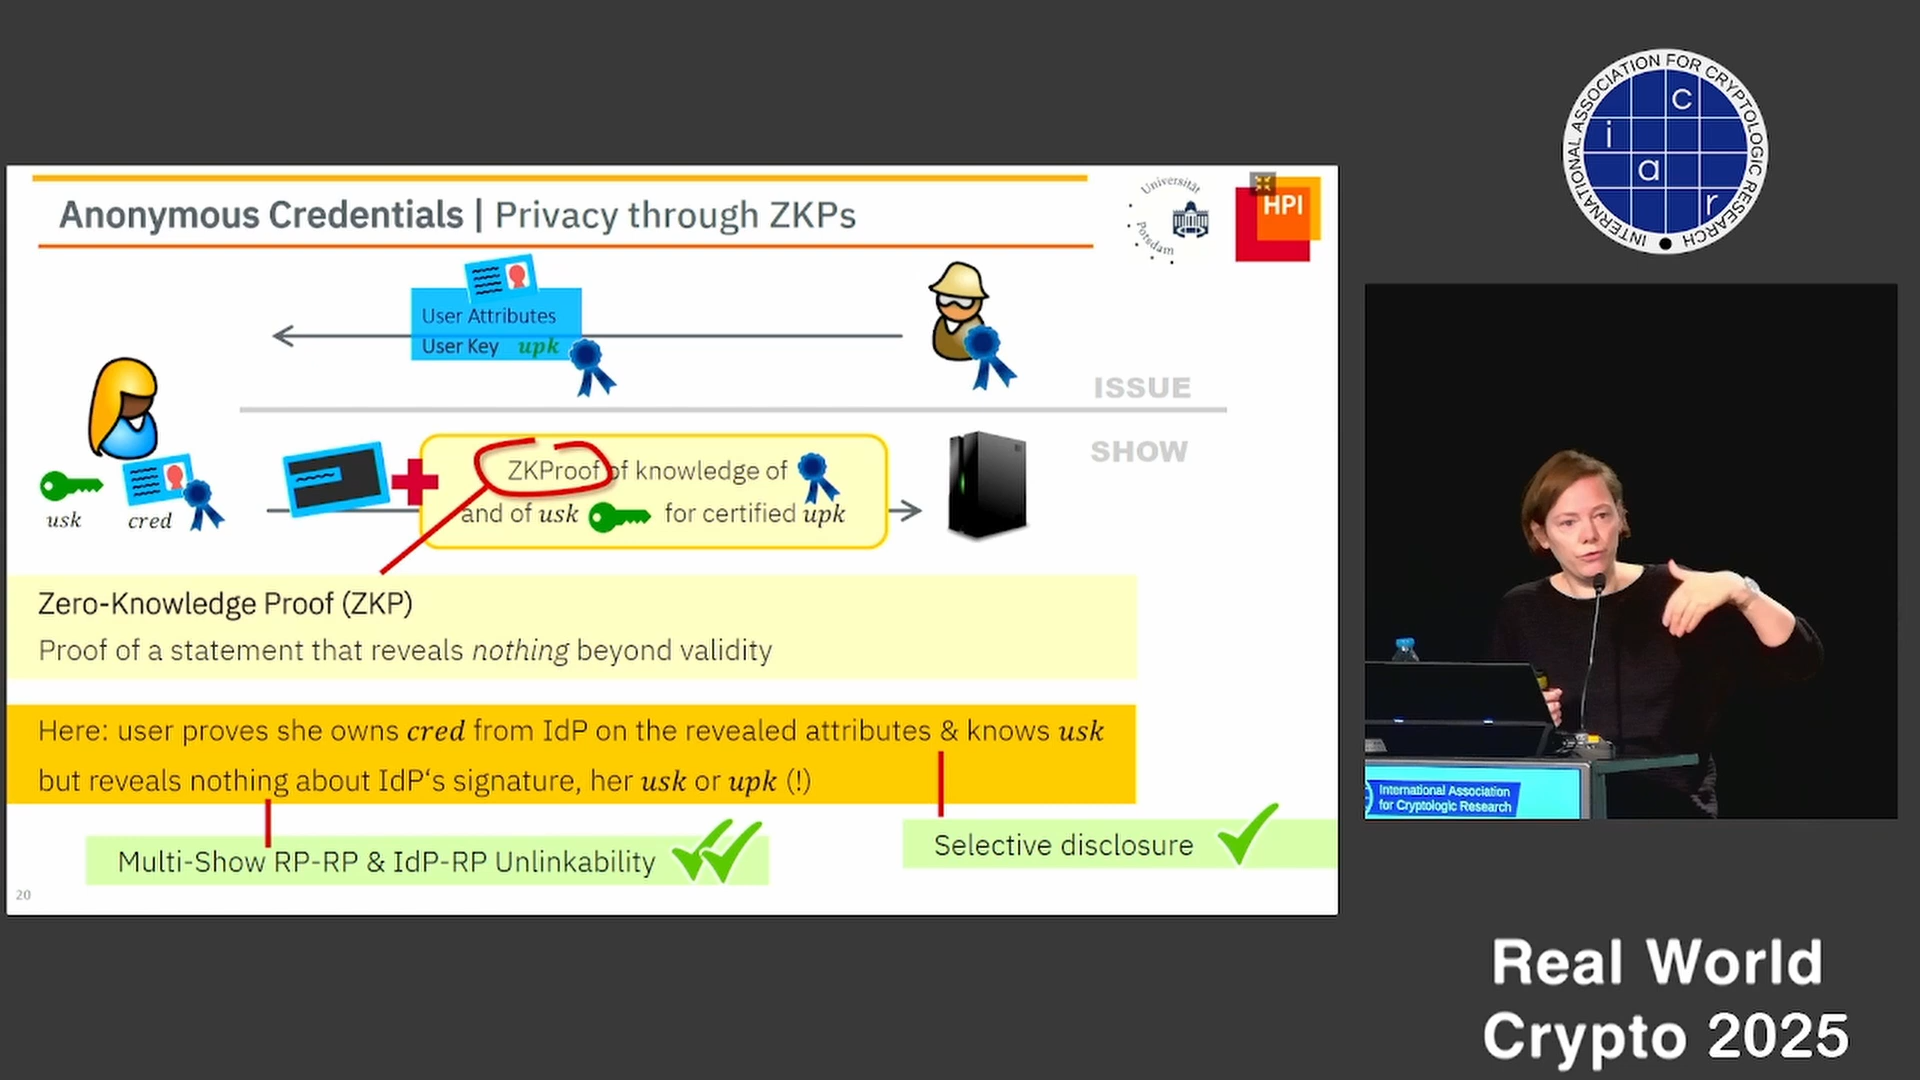 Anonymous Credentials | Privacy through ZKPs
Universität
Potsdam
HPI
User Attributes
User Key upk
ISSUE
SHOW
ZKProof of knowledge of
and of usk for certified upk
usk
cred
Zero-Knowledge Proof (ZKP)
Proof of a statement that reveals nothing beyond validity
Here: user proves she owns cred from IdP on the revealed attributes & knows usk
but reveals nothing about IdP‘s signature, her usk or upk (!)
Multi-Show RP-RP & IdP-RP Unlinkability
Selective disclosure
20
INTERNATIONAL ASSOCIATION FOR CRYPTOLOGIC RESEARCH
c
i
a
r
International Association
for Cryptologic Research
Real World
Crypto 2025